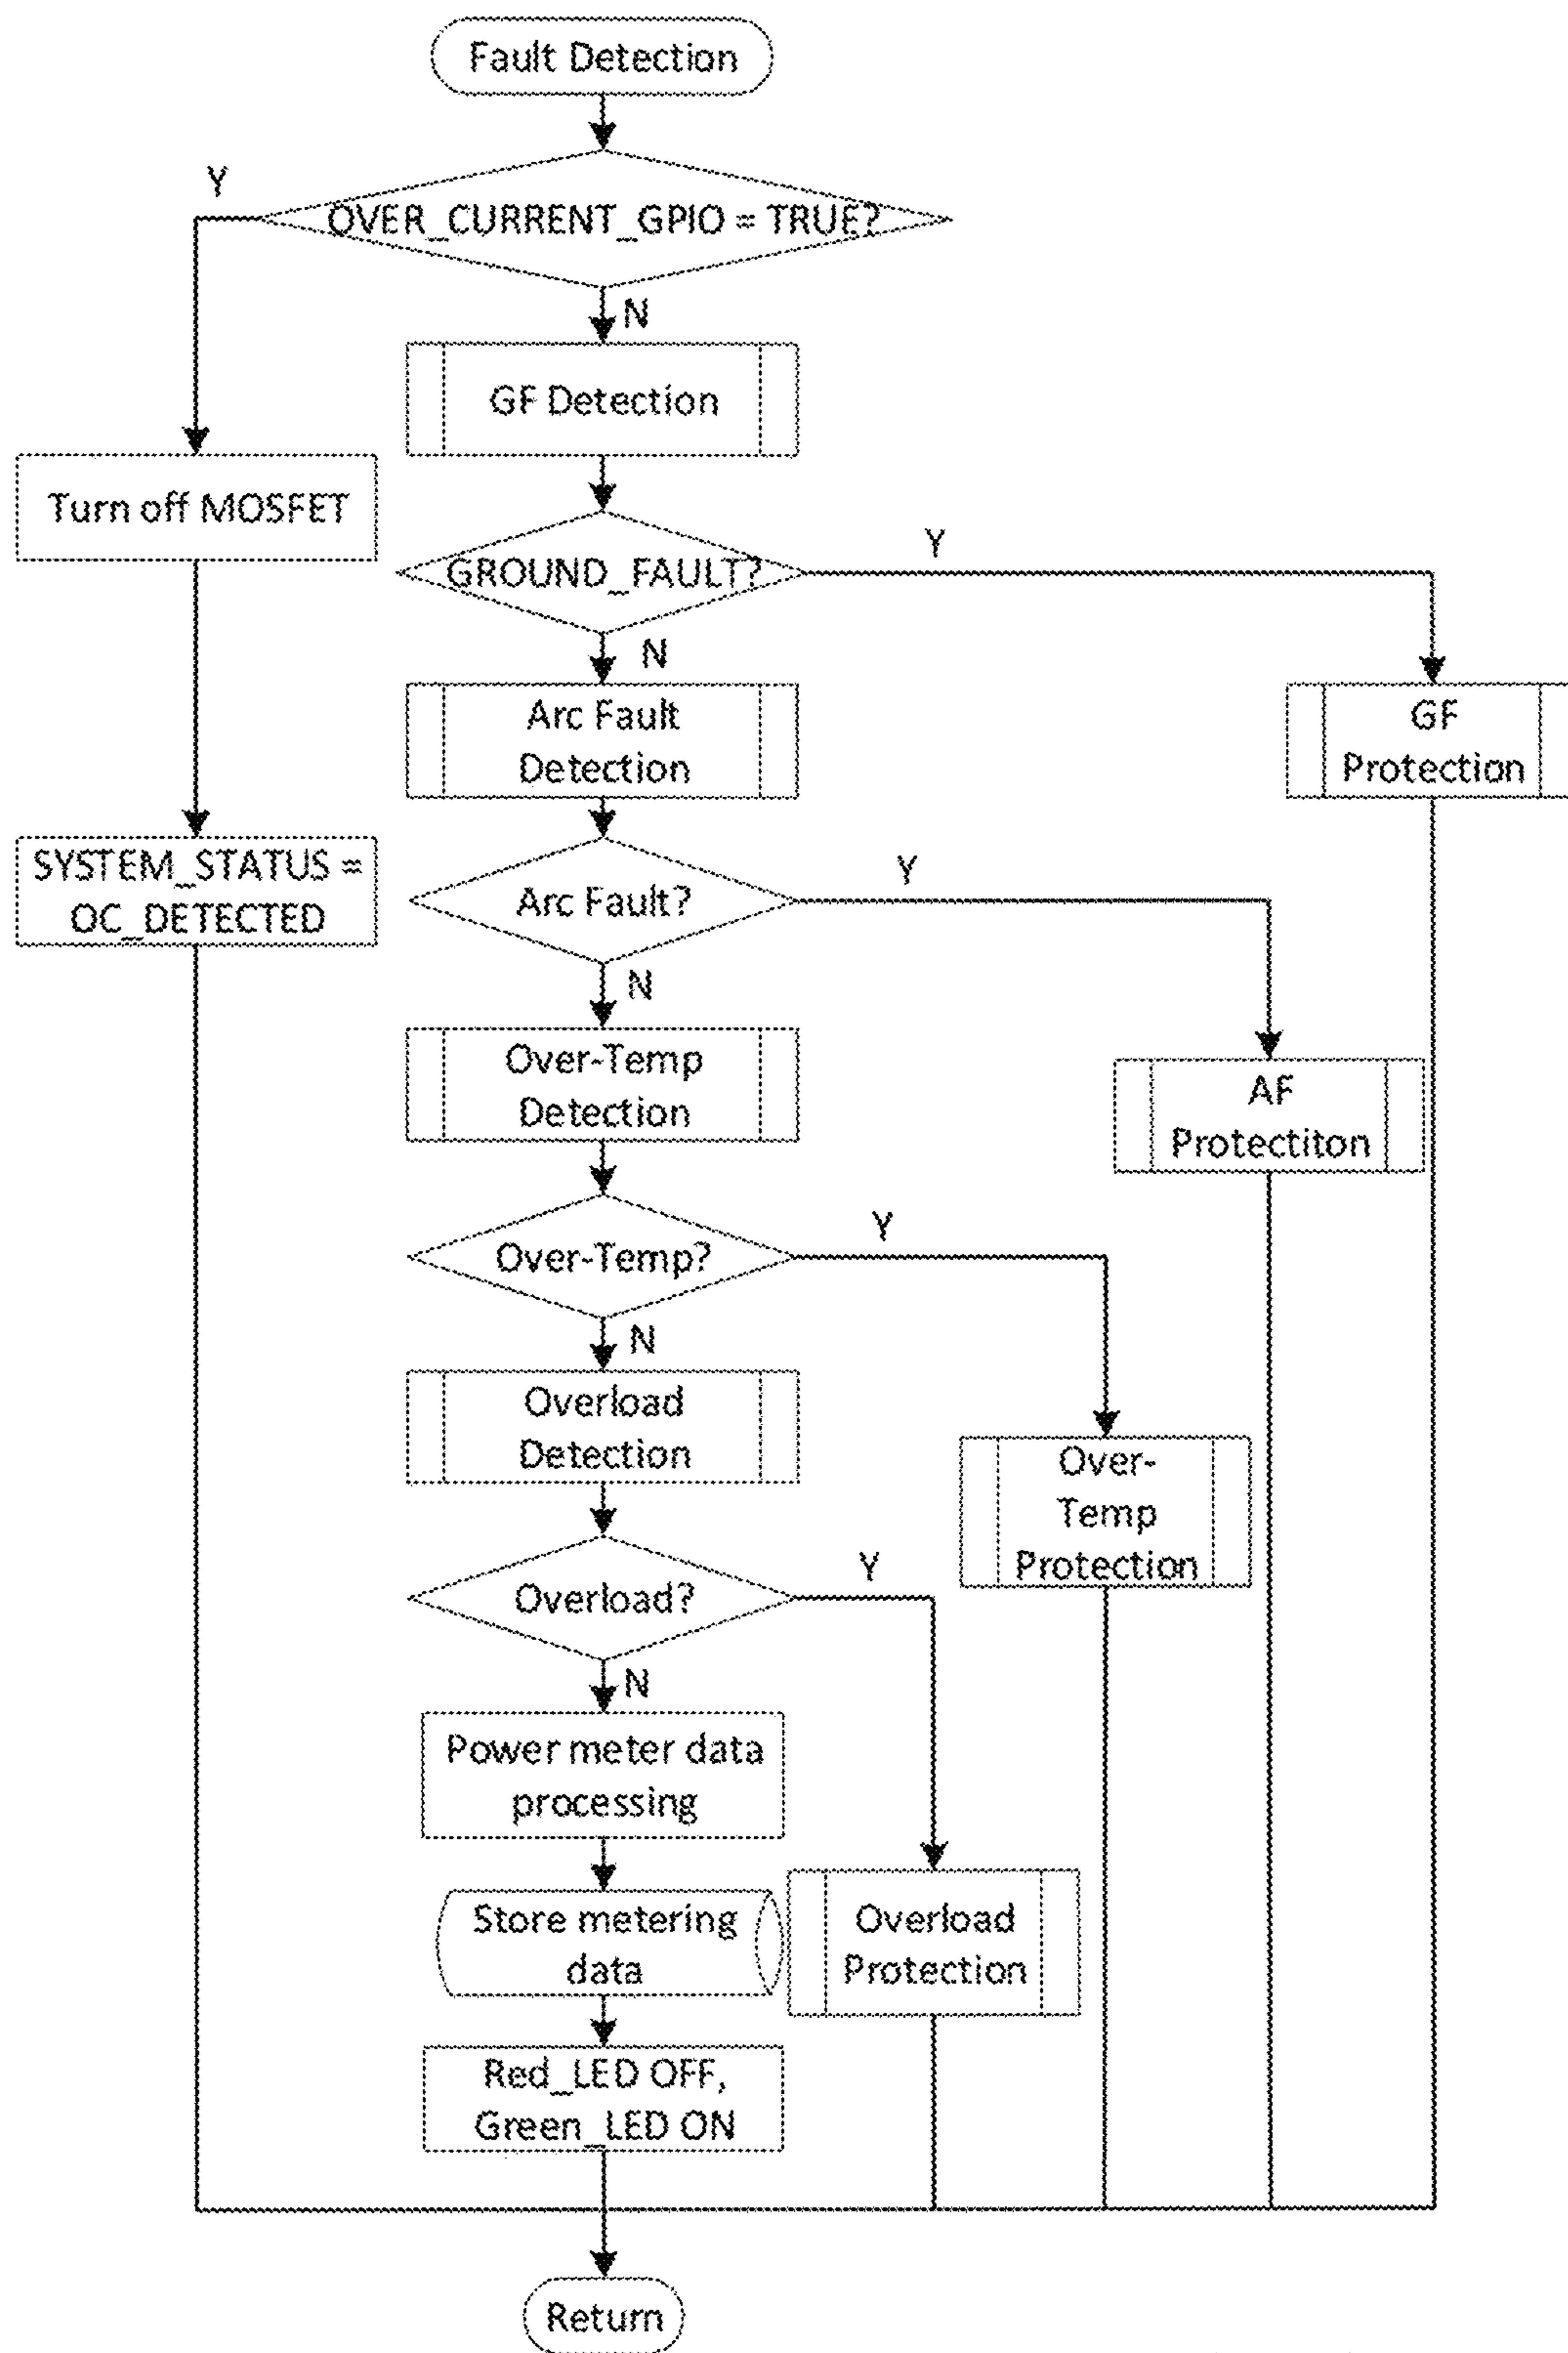 Fault Detection
Y
OVER_CURRENT_GPIO = TRUE?
N
GF Detection
Turn off MOSFET
GROUND_FAULT?
Y
N
Arc Fault
Detection
GF
Protection
SYSTEM_STATUS =
OC_DETECTED
Arc Fault?
Y
N
Over-Temp
Detection
AF
Protectiton
Over-Temp?
Y
N
Overload
Detection
Over-
Temp
Protection
Overload?
Y
N
Power meter data
processing
Store metering
data
Overload
Protection
Red_LED OFF,
Green_LED ON
Return